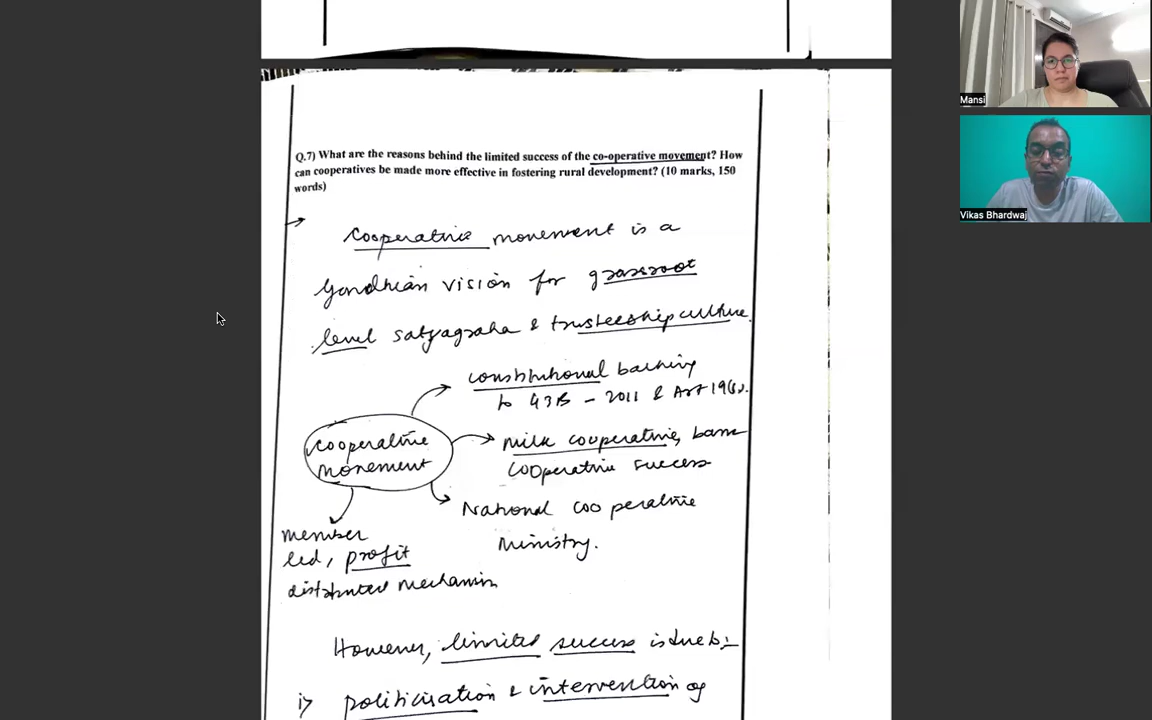 Q.7) What are the reasons behind the limited success of the co-operative movement? How
can cooperatives be made more effective in fostering rural development? (10 marks, 150
words)
Cooperative movement is a
Gandhian vision for grassroot
level satyagraha & trusteeship culture.
constitutional backing
to 43B - 2011 & Art 19(c).
cooperative
movement
milk cooperative, bank
cooperative success
National cooperative
Ministry.
member
led, profit
distributed mechanism
However, limited success is due to:-
i) politicisation & intervention of
Mansi
Vikas Bhardwaj